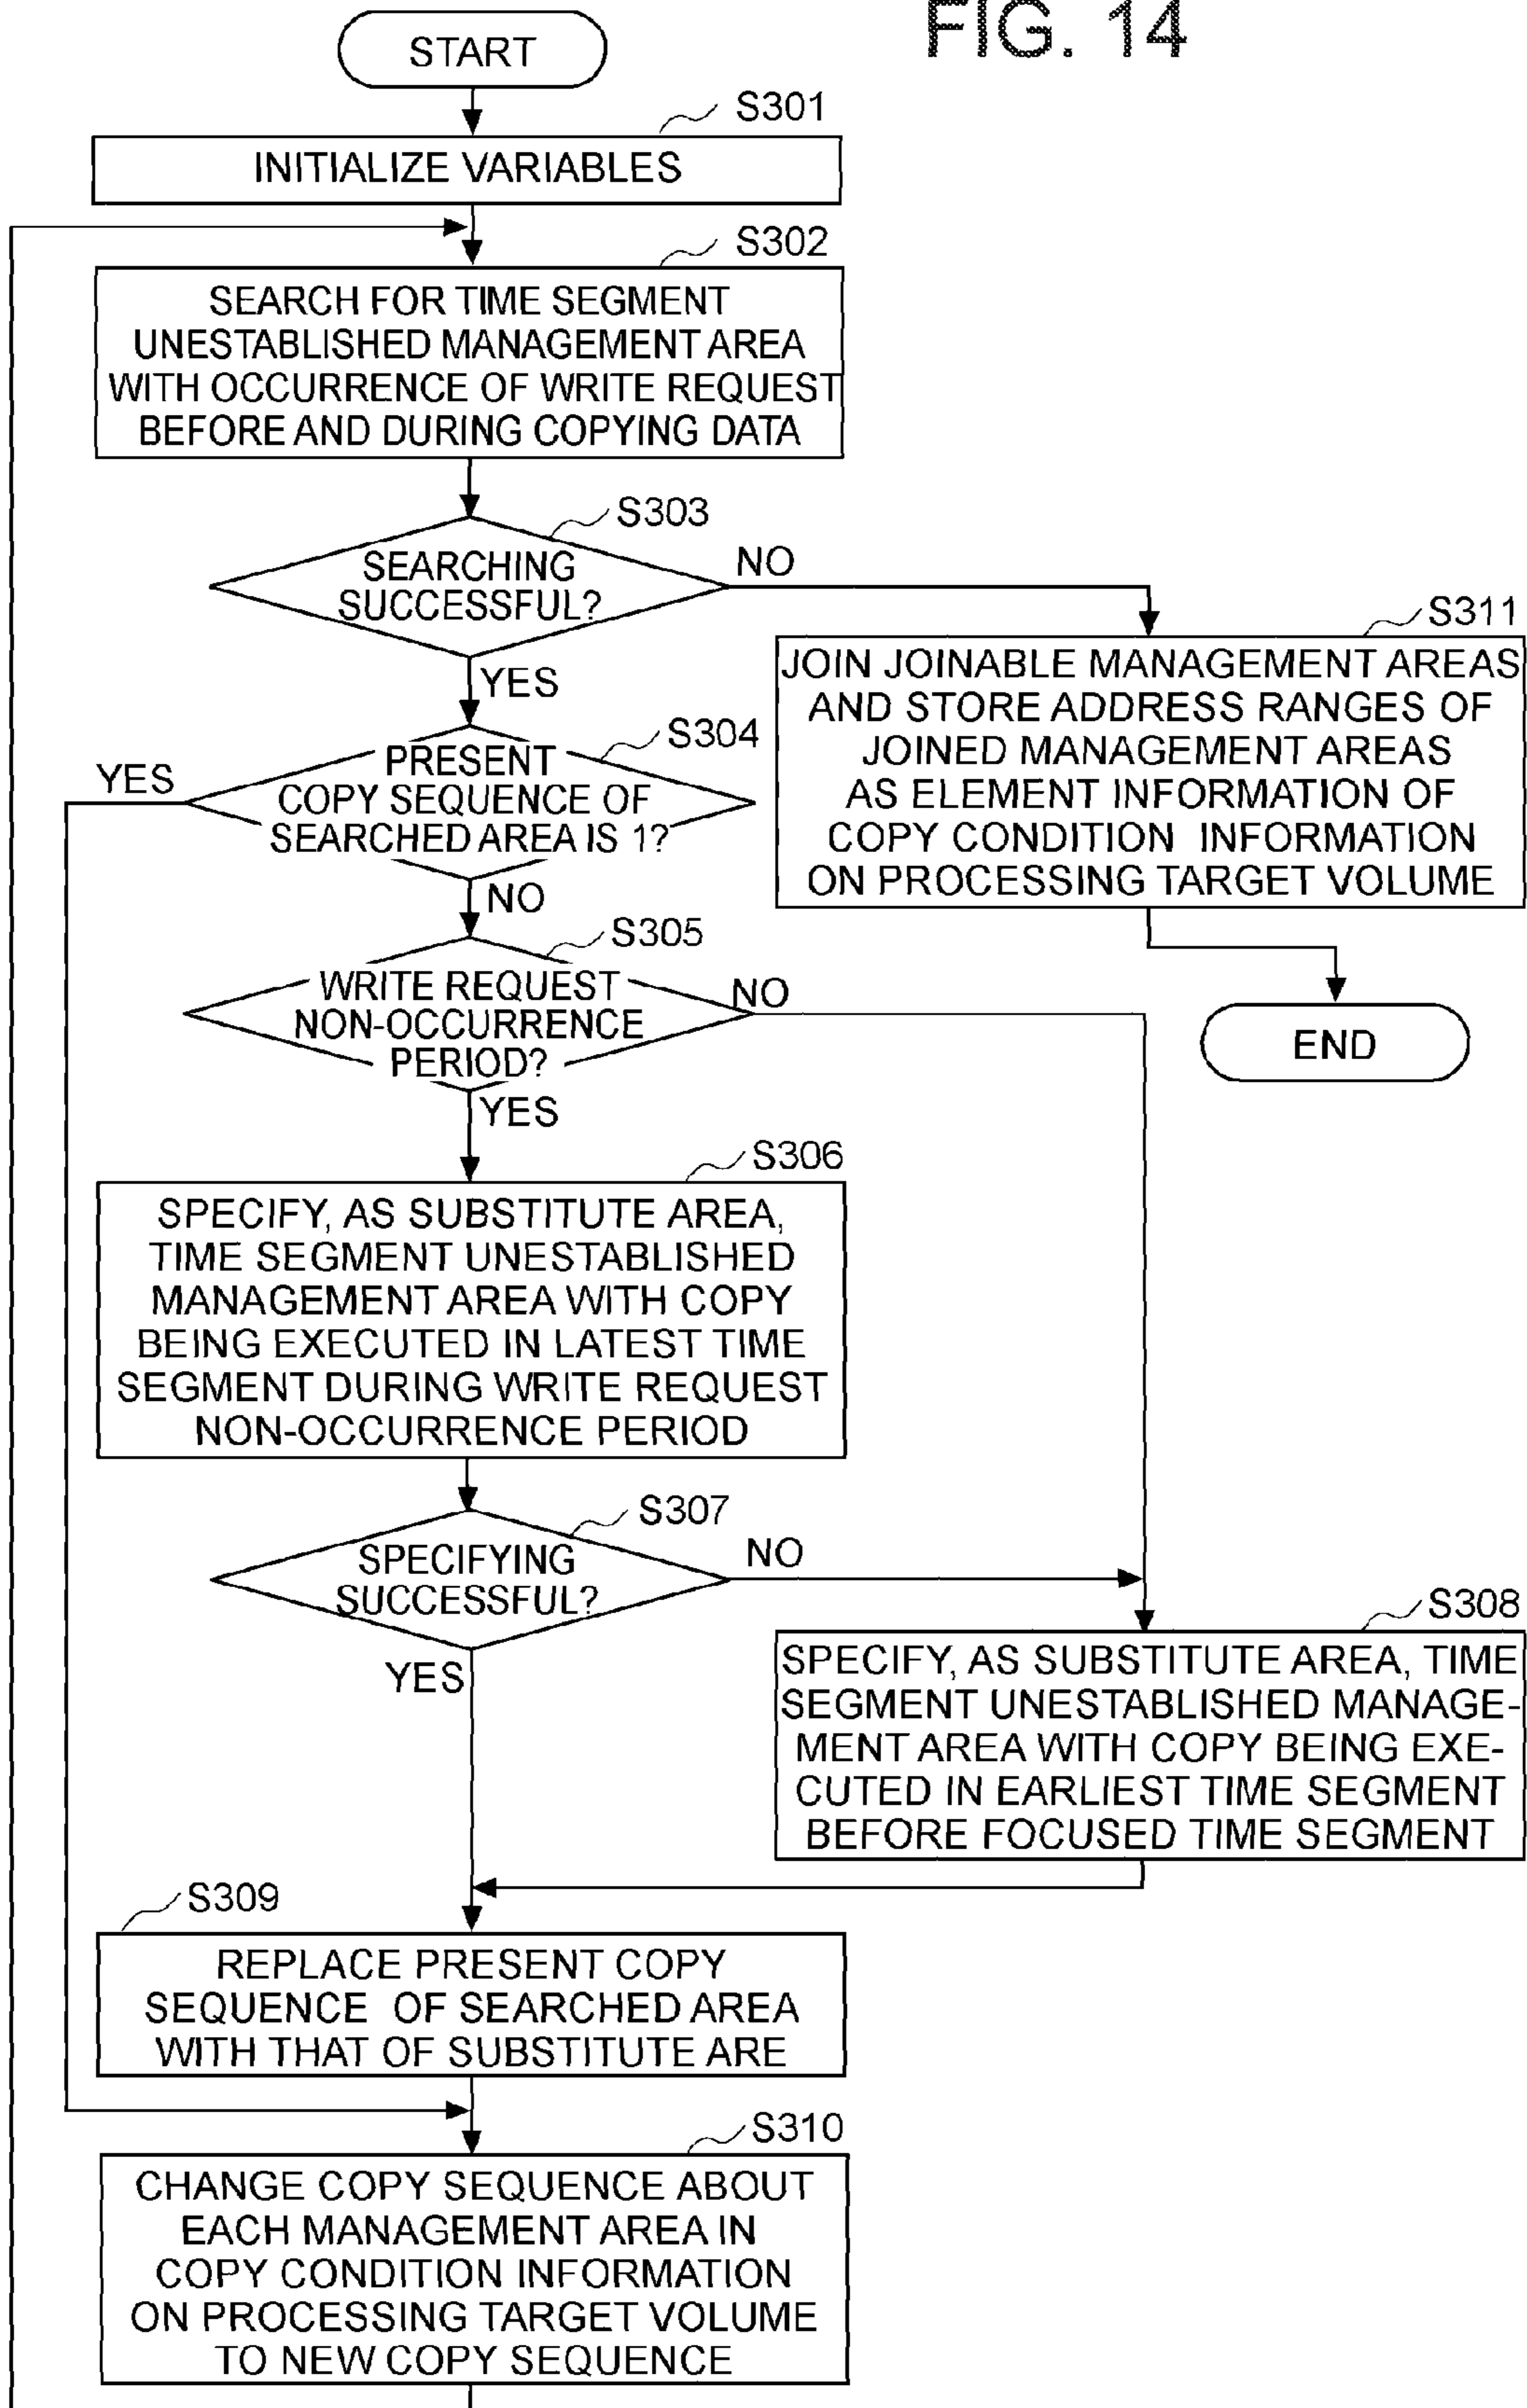 FIG. 14
START
S301
INITIALIZE VARIABLES
S302
SEARCH FOR TIME SEGMENT
UNESTABLISHED MANAGEMENT AREA
WITH OCCURRENCE OF WRITE REQUEST
BEFORE AND DURING COPYING DATA
S303
SEARCHING
SUCCESSFUL?
NO
YES
S311
JOIN JOINABLE MANAGEMENT AREAS
AND STORE ADDRESS RANGES OF
JOINED MANAGEMENT AREAS
AS ELEMENT INFORMATION OF
COPY CONDITION INFORMATION
ON PROCESSING TARGET VOLUME
END
S304
PRESENT
COPY SEQUENCE OF
SEARCHED AREA IS 1?
YES
NO
S305
WRITE REQUEST
NON-OCCURRENCE
PERIOD?
NO
YES
S306
SPECIFY, AS SUBSTITUTE AREA,
TIME SEGMENT UNESTABLISHED
MANAGEMENT AREA WITH COPY
BEING EXECUTED IN LATEST TIME
SEGMENT DURING WRITE REQUEST
NON-OCCURRENCE PERIOD
S307
SPECIFYING
SUCCESSFUL?
NO
YES
S308
SPECIFY, AS SUBSTITUTE AREA, TIME
SEGMENT UNESTABLISHED MANAGE-
MENT AREA WITH COPY BEING EXE-
CUTED IN EARLIEST TIME SEGMENT
BEFORE FOCUSED TIME SEGMENT
S309
REPLACE PRESENT COPY
SEQUENCE OF SEARCHED AREA
WITH THAT OF SUBSTITUTE ARE
S310
CHANGE COPY SEQUENCE ABOUT
EACH MANAGEMENT AREA IN
COPY CONDITION INFORMATION
ON PROCESSING TARGET VOLUME
TO NEW COPY SEQUENCE